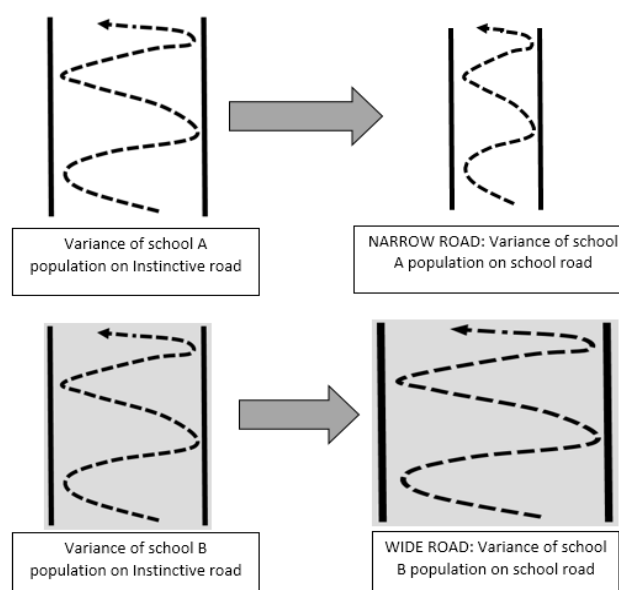 Variance of school A
population on Instinctive road
NARROW ROAD: Variance of school
A population on school road
Variance of school B
population on Instinctive road
WIDE ROAD: Variance of school
B population on school road